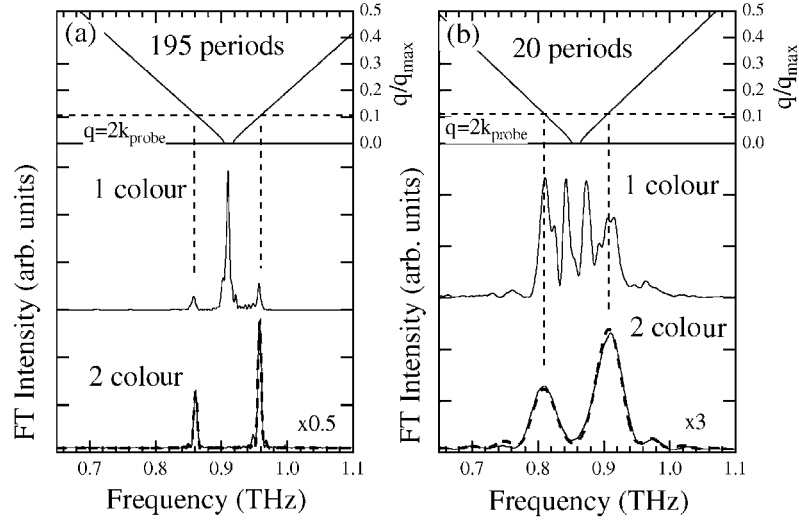 (a) 195 periods
0.5
0.4
0.3
0.2
0.1
0.0
q/q_max
q=2k_probe
1 colour
2 colour
x0.5
FT Intensity (arb. units)
0.7 0.8 0.9 1.0 1.1
Frequency (THz)
(b) 20 periods
0.5
0.4
0.3
0.2
0.1
0.0
q/q_max
q=2k_probe
1 colour
2 colour
x3
FT Intensity (arb. units)
0.7 0.8 0.9 1.0 1.1
Frequency (THz)